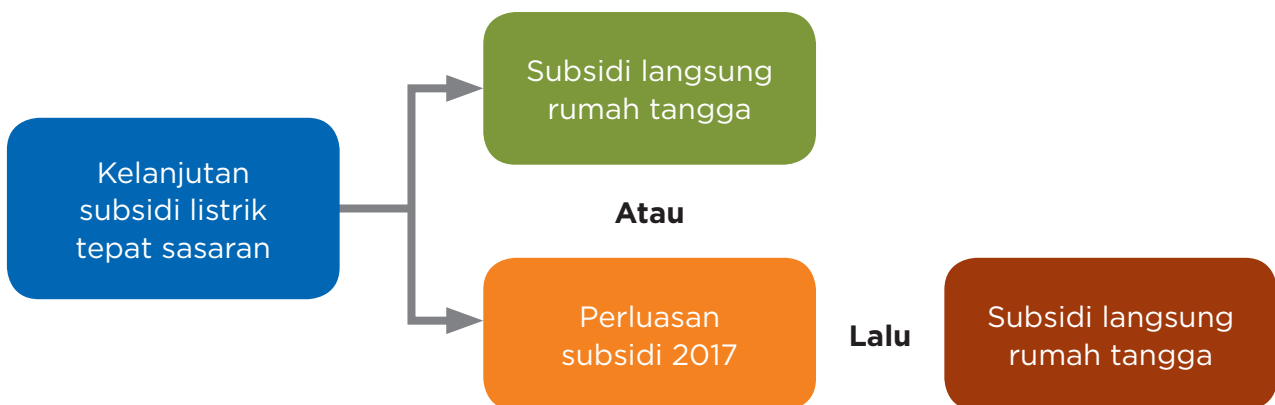 Kelanjutan
subsidi listrik
tepat sasaran
Subsidi langsung
rumah tangga
Atau
Perluasan
subsidi 2017
Lalu
Subsidi langsung
rumah tangga